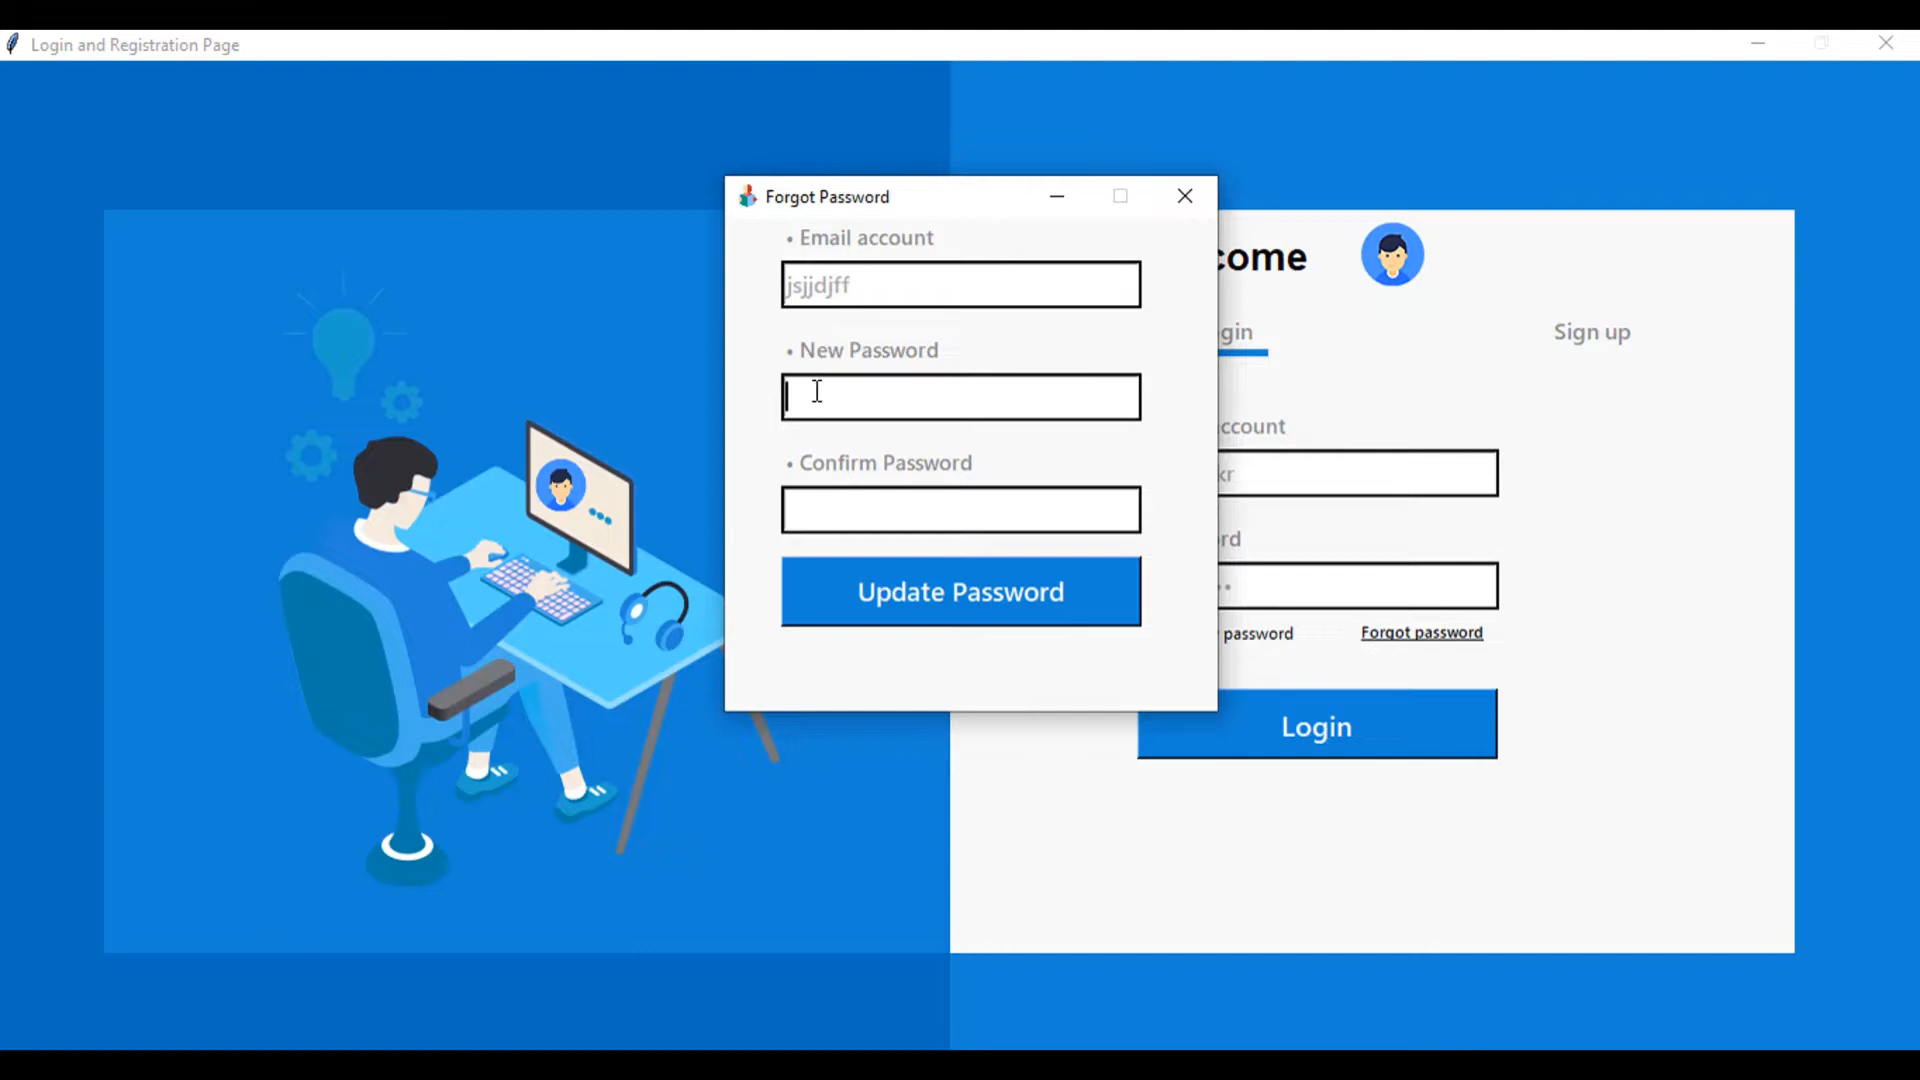 Login and Registration Page
Forgot Password
• Email account
jsjjdjff
• New Password
• Confirm Password
Update Password
come
gin
Sign up
ccount
kr
rd
password
Forgot password
Login